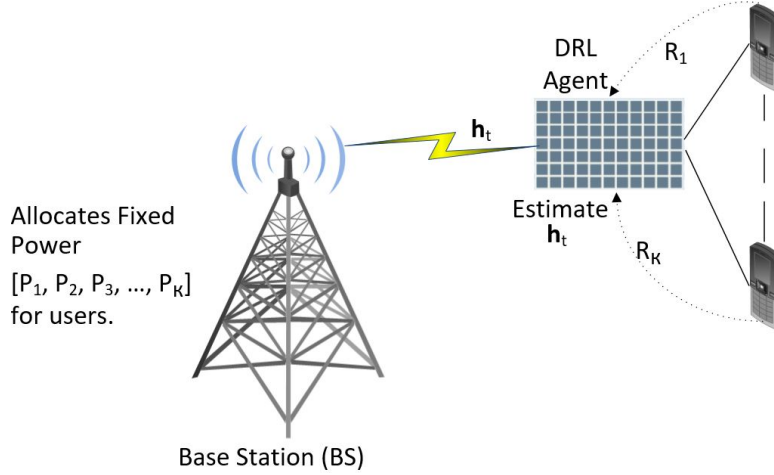 DRL
Agent
R₁
hₜ
Estimate
hₜ
Rₖ
Allocates Fixed
Power
[P₁, P₂, P₃, ..., Pₖ]
for users.
Base Station (BS)